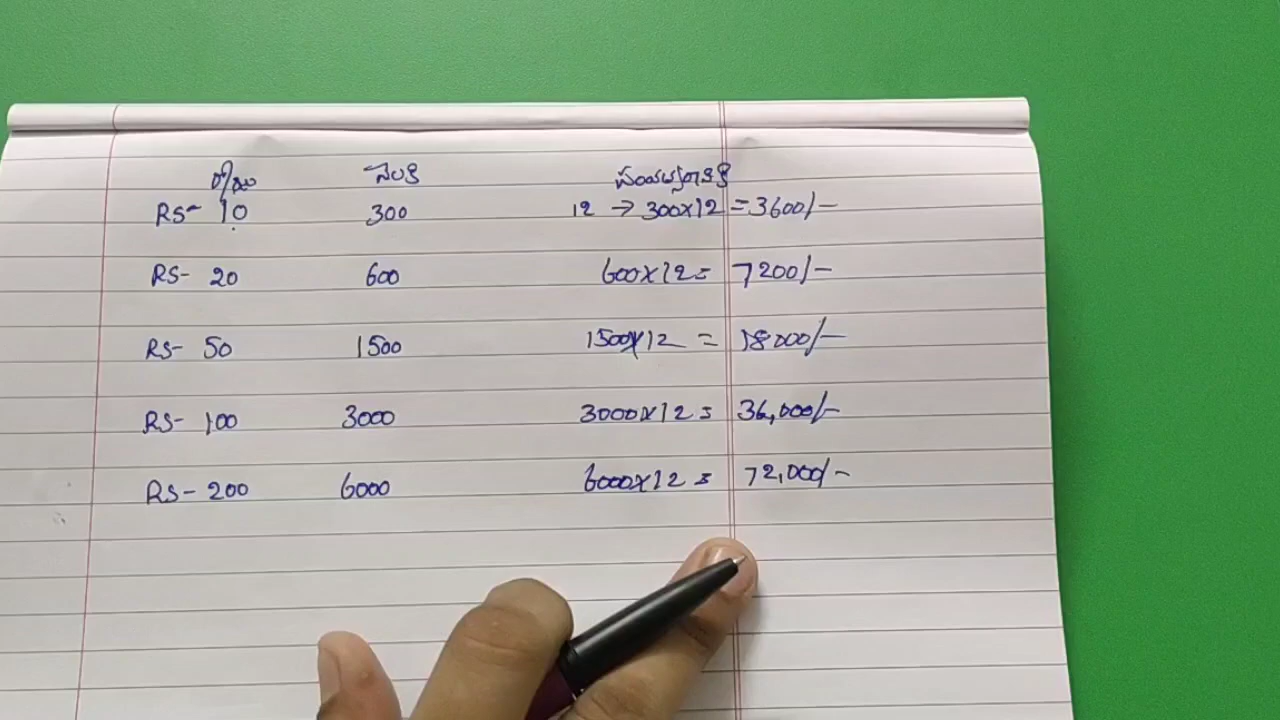 రోజు నెలకి సంవత్సరానికి
RS- 10 300 12 → 300x12 = 3600/-
RS- 20 600 600x12= 7200/-
RS- 50 1500 1500x12 = 18000/-
RS- 100 3000 3000x12= 36,000/-
RS- 200 6000 6000x12= 72,000/-